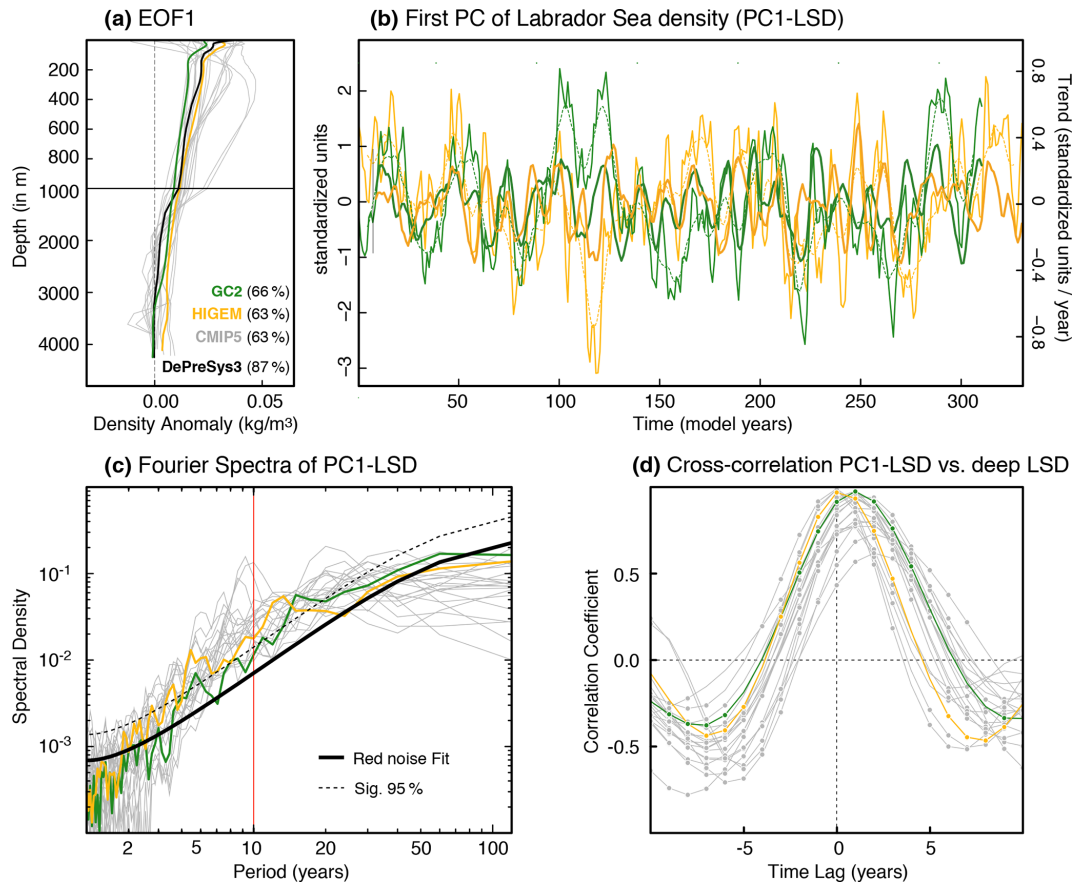 (a) EOF1
200
400
600
800
1000
2000
3000
4000
Depth (in m)
GC2 (66 %)
HIGEM (63 %)
CMIP5 (63 %)
DePreSys3 (87 %)
0.00
0.05
Density Anomaly (kg/m³)
(b) First PC of Labrador Sea density (PC1-LSD)
2
1
0
-1
-2
-3
standardized units
0.8
0.4
0
-0.4
-0.8
Trend (standardized units / year)
50 100 150 200 250 300
Time (model years)
(c) Fourier Spectra of PC1-LSD
10⁻¹
10⁻²
10⁻³
Spectral Density
Red noise Fit
Sig. 95 %
2 5 10 20 50 100
Period (years)
(d) Cross-correlation PC1-LSD vs. deep LSD
0.5
0.0
-0.5
Correlation Coefficient
-5 0 5
Time Lag (years)